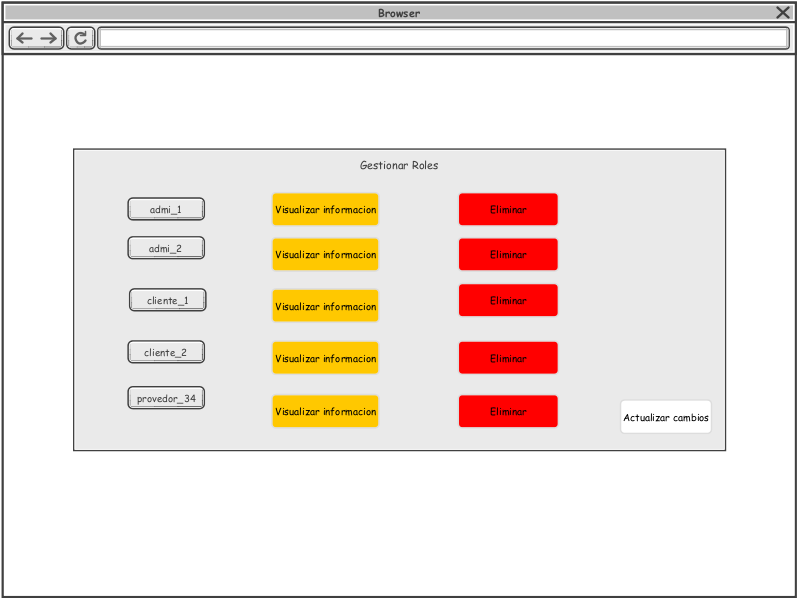 Browser
Gestionar Roles
admi_1 Visualizar informacion Eliminar
admi_2 Visualizar informacion Eliminar
cliente_1 Visualizar informacion Eliminar
cliente_2 Visualizar informacion Eliminar
provedor_34 Visualizar informacion Eliminar
Actualizar cambios